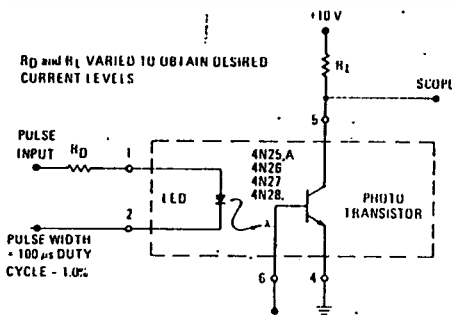 +10 V
RD and RL VARIED TO OBTAIN DESIRED
CURRENT LEVELS
RL
SCOPE
5
PULSE
INPUT
RD
1
4N25,A
4N26
4N27
4N28.
LED
PHOTO
TRANSISTOR
λ
2
PULSE WIDTH
= 100 μs DUTY
CYCLE - 1.0%
6
4